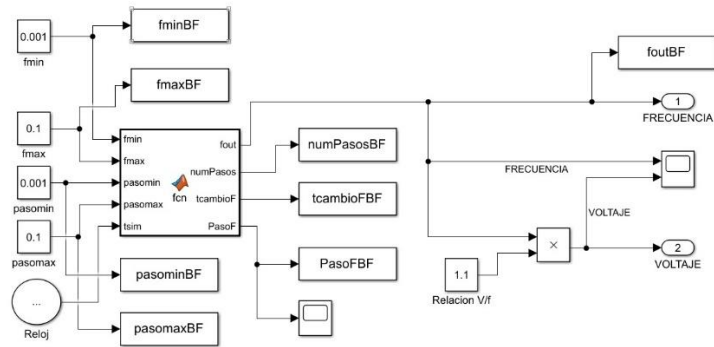 0.001
fmin
fminBF
fmaxBF
0.1
fmax
0.001
pasomin
0.1
pasomax
...
Reloj
fmin
fmax
pasomin
pasomax
tsim
fcn
fout
numPasos
tcambioF
PasoF
pasominBF
pasomaxBF
numPasosBF
tcambioFBF
PasoFBF
foutBF
1
FRECUENCIA
FRECUENCIA
VOLTAJE
1.1
Relacion V/f
×
2
VOLTAJE